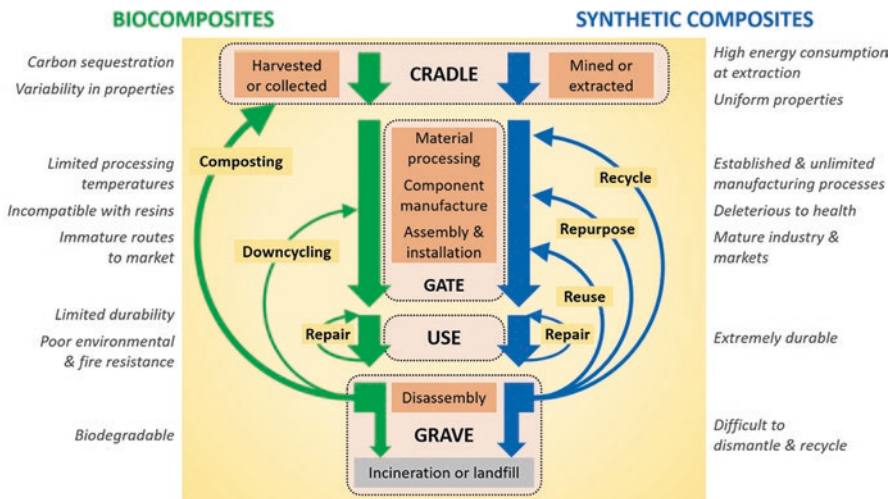 BIOCOMPOSITES
SYNTHETIC COMPOSITES
Carbon sequestration
Variability in properties
Harvested
or collected
CRADLE
Mined or
extracted
High energy consumption
at extraction
Uniform properties
Limited processing
temperatures
Incompatible with resins
Immature routes
to market
Composting
Downcycling
Material
processing
Component
manufacture
Assembly &
installation
GATE
Recycle
Repurpose
Reuse
Established & unlimited
manufacturing processes
Deleterious to health
Mature industry &
markets
Limited durability
Poor environmental
& fire resistance
Repair
USE
Repair
Extremely durable
Biodegradable
Disassembly
GRAVE
Incineration or landfill
Difficult to
dismantle & recycle